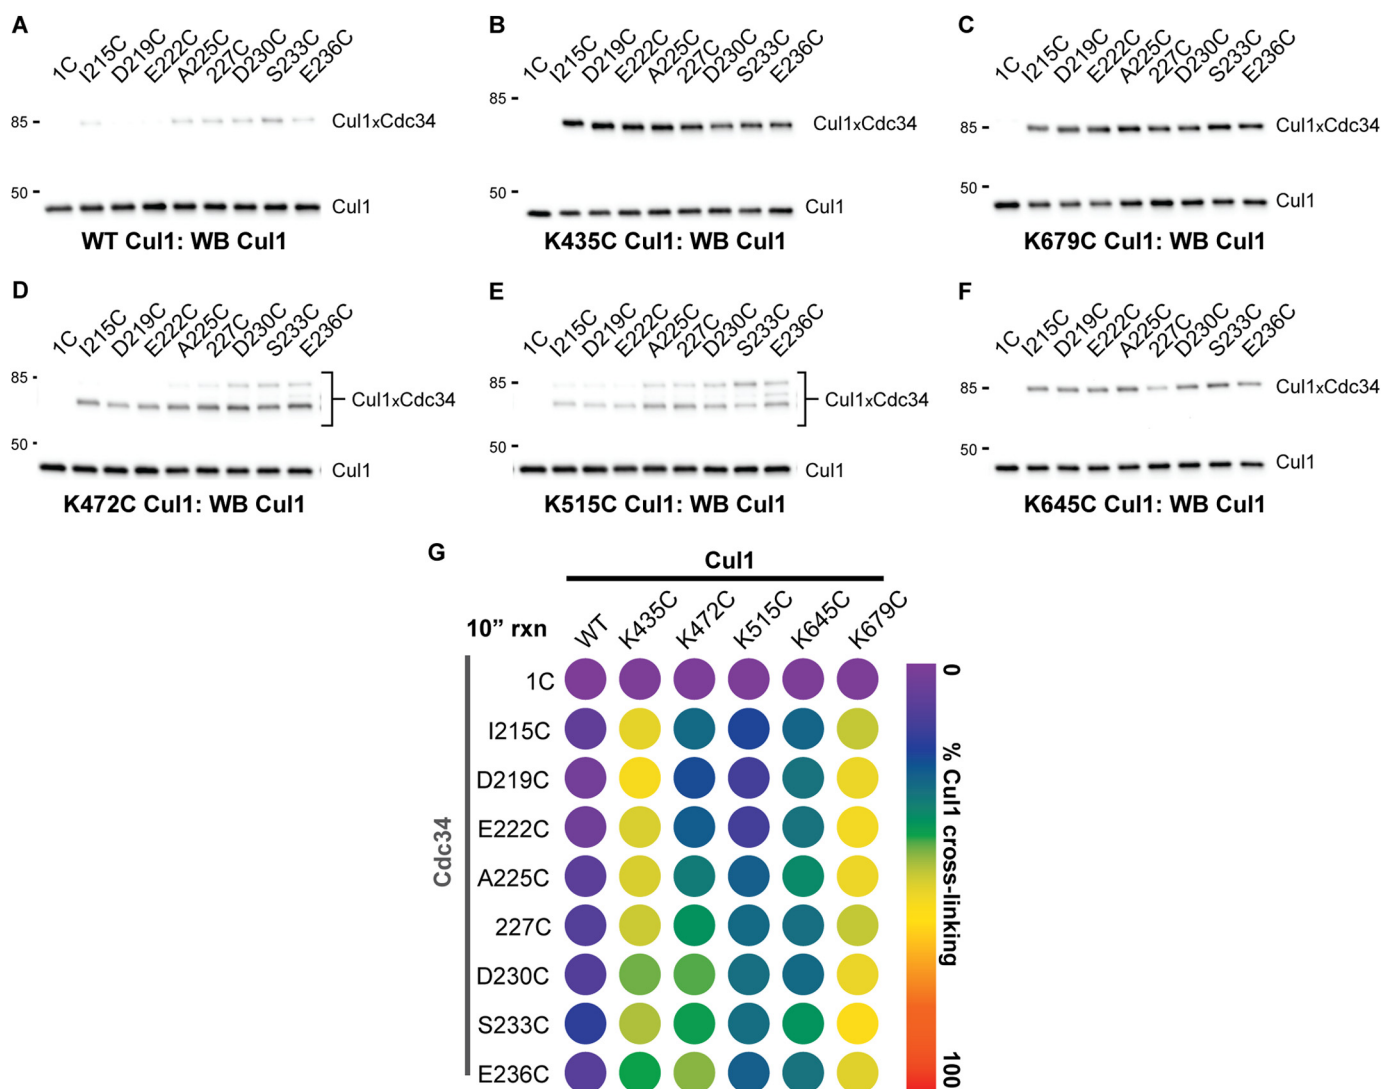 A
1C I215C D219C E222C A225C 227C D230C S233C E236C
85
Cul1xCdc34
50
Cul1
WT Cul1: WB Cul1
B
1C I215C D219C E222C A225C 227C D230C S233C E236C
85
Cul1xCdc34
50
Cul1
K435C Cul1: WB Cul1
C
1C I215C D219C E222C A225C 227C D230C S233C E236C
85
Cul1xCdc34
50
Cul1
K679C Cul1: WB Cul1
D
1C I215C D219C E222C A225C 227C D230C S233C E236C
85
Cul1xCdc34
50
Cul1
K472C Cul1: WB Cul1
E
1C I215C D219C E222C A225C 227C D230C S233C E236C
85
Cul1xCdc34
50
Cul1
K515C Cul1: WB Cul1
F
1C I215C D219C E222C A225C 227C D230C S233C E236C
85
Cul1xCdc34
50
Cul1
K645C Cul1: WB Cul1
G
Cul1
10” rxn
WT K435C K472C K515C K645C K679C
Cdc34
1C
I215C
D219C
E222C
A225C
227C
D230C
S233C
E236C
0
% Cul1 cross-linking
100